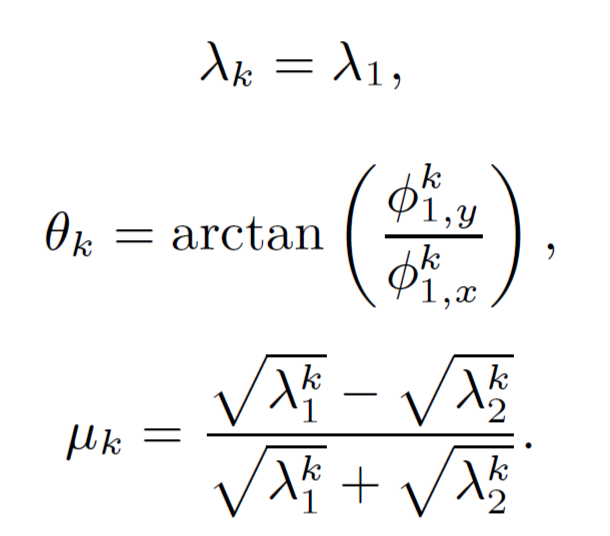 λ_k = λ_1,
θ_k = arctan(ϕ^k_{1,y} / ϕ^k_{1,x}),
μ_k = (√λ^k_1 − √λ^k_2) / (√λ^k_1 + √λ^k_2).